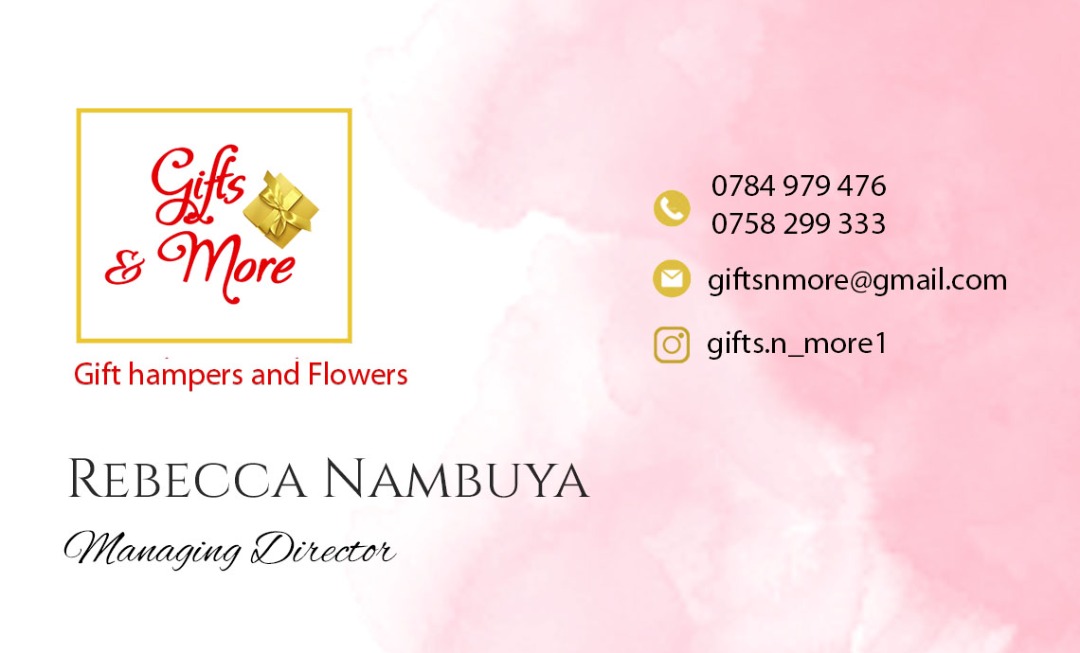 Gifts
& More
Gift hampers and Flowers
REBECCA NAMBUYA
Managing Director
0784 979 476
0758 299 333
giftsnmore@gmail.com
gifts.n_more1